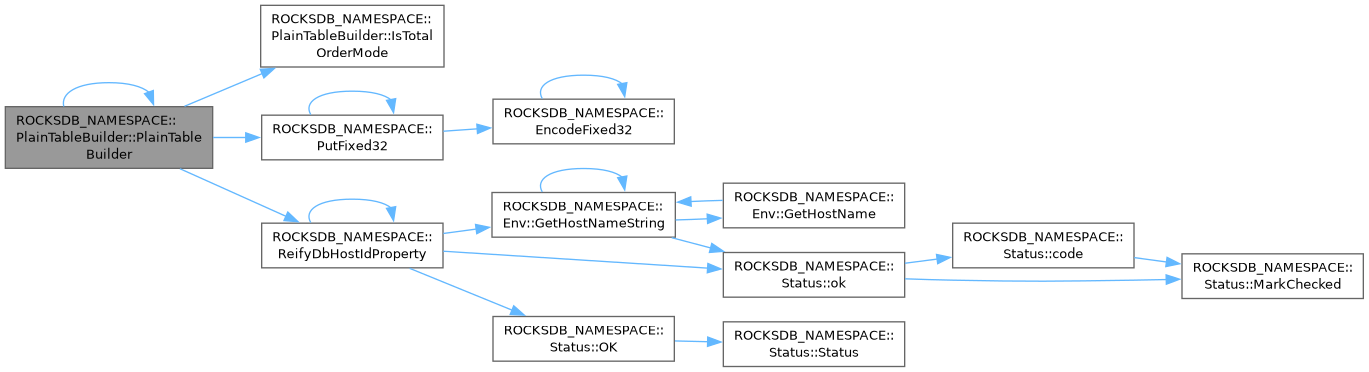 ROCKSDB_NAMESPACE::
PlainTableBuilder::PlainTable
Builder
ROCKSDB_NAMESPACE::
PlainTableBuilder::IsTotal
OrderMode
ROCKSDB_NAMESPACE::
PutFixed32
ROCKSDB_NAMESPACE::
EncodeFixed32
ROCKSDB_NAMESPACE::
ReifyDbHostIdProperty
ROCKSDB_NAMESPACE::
Env::GetHostNameString
ROCKSDB_NAMESPACE::
Env::GetHostName
ROCKSDB_NAMESPACE::
Status::ok
ROCKSDB_NAMESPACE::
Status::code
ROCKSDB_NAMESPACE::
Status::MarkChecked
ROCKSDB_NAMESPACE::
Status::OK
ROCKSDB_NAMESPACE::
Status::Status